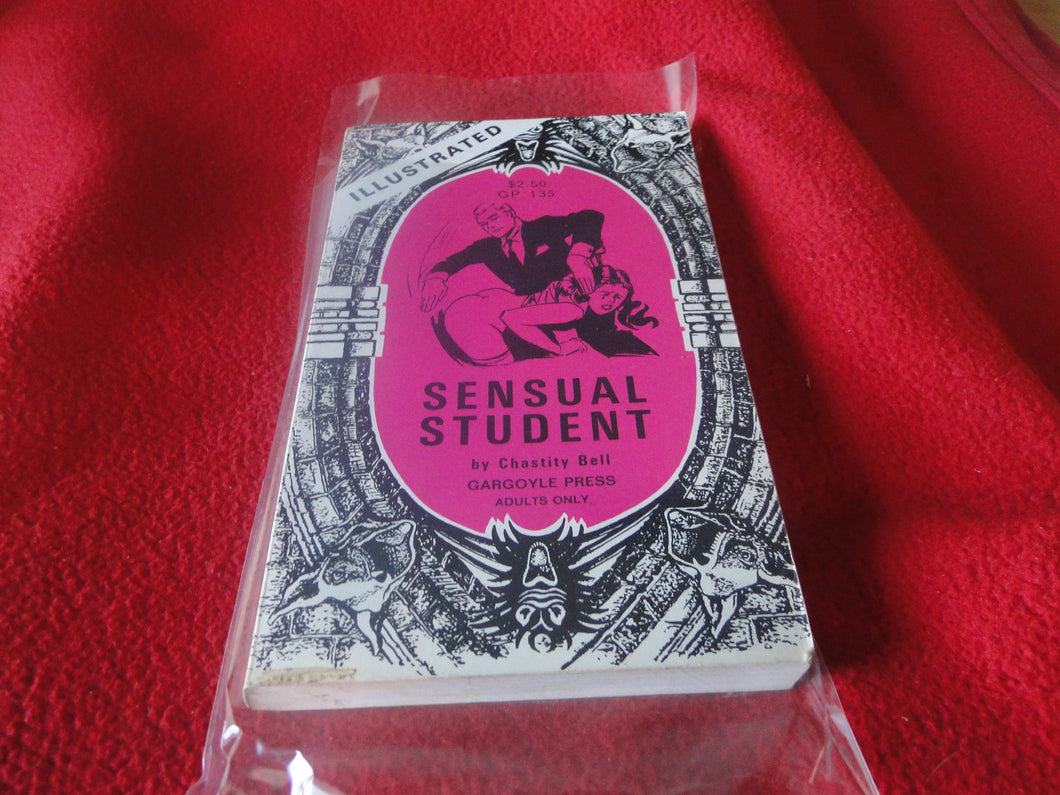 ILLUSTRATED
$2.50
GP 135
SENSUAL
STUDENT
by Chastity Bell
GARGOYLE PRESS
ADULTS ONLY.